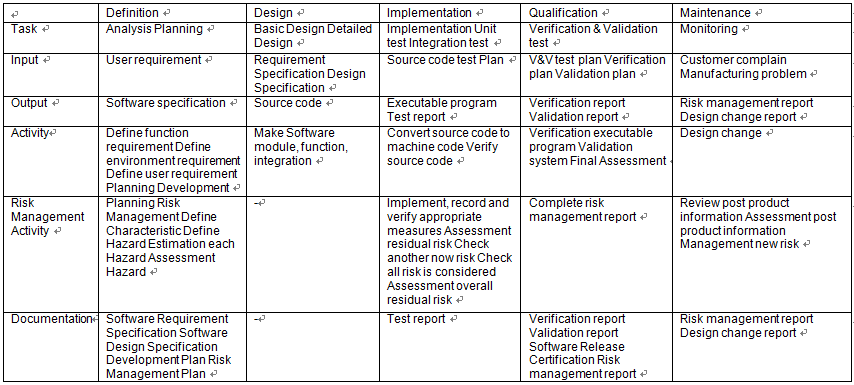 Definition
Design
Implementation
Qualification
Maintenance
Task
Analysis Planning
Basic Design Detailed
Design
Implementation Unit
test Integration test
Verification & Validation
test
Monitoring
Input
User requirement
Requirement
Specification Design
Specification
Source code test Plan
V&V test plan Verification
plan Validation plan
Customer complain
Manufacturing problem
Output
Software specification
Source code
Executable program
Test report
Verification report
Validation report
Risk management report
Design change report
Activity
Define function
requirement Define
environment requirement
Define user requirement
Planning Development
Make Software
module, function,
integration
Convert source code to
machine code Verify
source code
Verification executable
program Validation
system Final Assessment
Design change
Risk
Management
Activity
Planning Risk
Management Define
Characteristic Define
Hazard Estimation each
Hazard Assessment
Hazard
-
Implement, record and
verify appropriate
measures Assessment
residual risk Check
another now risk Check
all risk is considered
Assessment overall
residual risk
Complete risk
management report
Review post product
information Assessment post
product information
Management new risk
Documentation
Software Requirement
Specification Software
Design Specification
Development Plan Risk
Management Plan
-
Test report
Verification report
Validation report
Software Release
Certification Risk
management report
Risk management report
Design change report